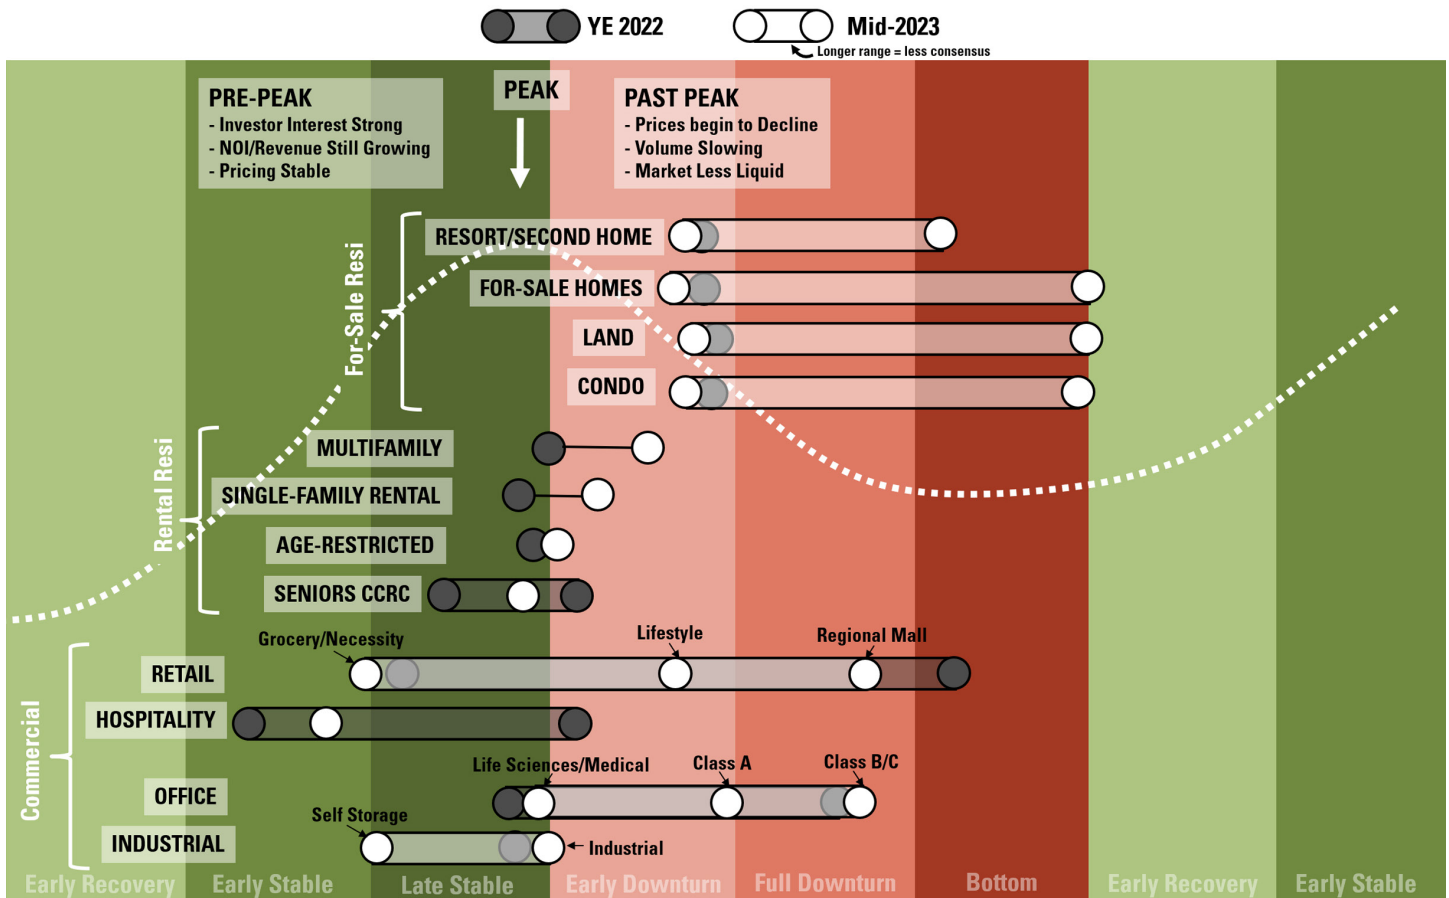 YE 2022
Mid-2023
Longer range = less consensus
PRE-PEAK
- Investor Interest Strong
- NOI/Revenue Still Growing
- Pricing Stable
PEAK
PAST PEAK
- Prices begin to Decline
- Volume Slowing
- Market Less Liquid
For-Sale Resi
RESORT/SECOND HOME
FOR-SALE HOMES
LAND
CONDO
Rental Resi
MULTIFAMILY
SINGLE-FAMILY RENTAL
AGE-RESTRICTED
SENIORS CCRC
Commercial
Grocery/Necessity
Lifestyle
Regional Mall
RETAIL
HOSPITALITY
Life Sciences/Medical
Class A
Class B/C
OFFICE
Self Storage
INDUSTRIAL
Industrial
Early Recovery
Early Stable
Late Stable
Early Downturn
Full Downturn
Bottom
Early Recovery
Early Stable